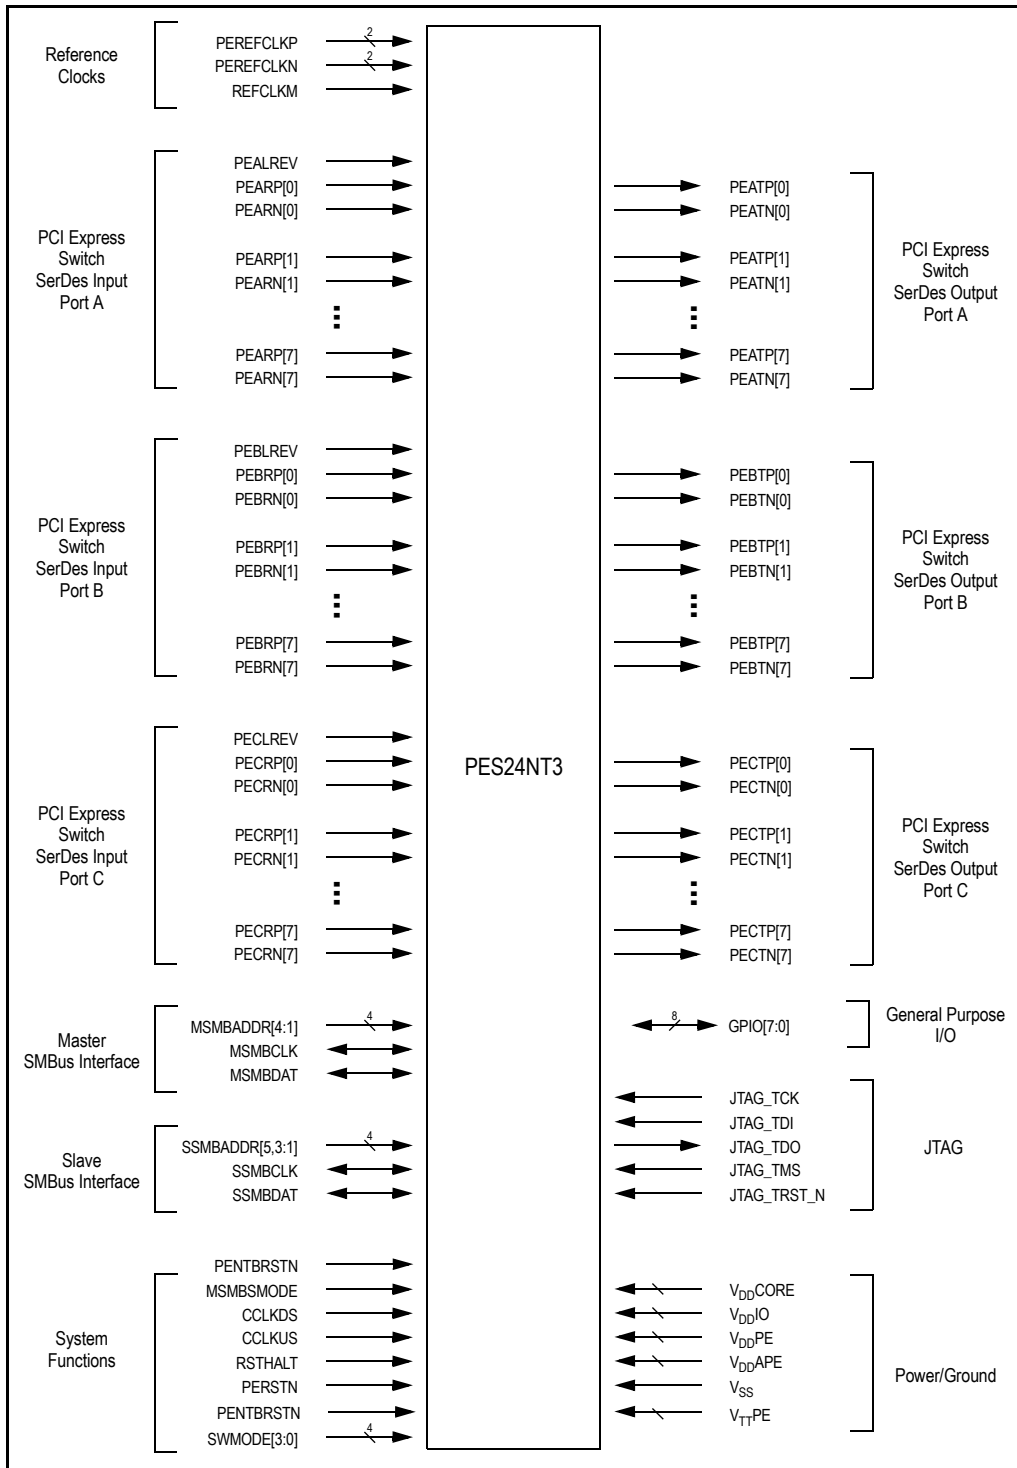 Reference
Clocks
PEREFCLKP
2
PEREFCLKN
2
REFCLKM
PCI Express
Switch
SerDes Input
Port A
PEALREV
PEARP[0]
PEARN[0]
PEARP[1]
PEARN[1]
PEARP[7]
PEARN[7]
PEATP[0]
PEATN[0]
PEATP[1]
PEATN[1]
PEATP[7]
PEATN[7]
PCI Express
Switch
SerDes Output
Port A
PCI Express
Switch
SerDes Input
Port B
PEBLREV
PEBRP[0]
PEBRN[0]
PEBRP[1]
PEBRN[1]
PEBRP[7]
PEBRN[7]
PEBTP[0]
PEBTN[0]
PEBTP[1]
PEBTN[1]
PEBTP[7]
PEBTN[7]
PCI Express
Switch
SerDes Output
Port B
PCI Express
Switch
SerDes Input
Port C
PECLREV
PECRP[0]
PECRN[0]
PECRP[1]
PECRN[1]
PECRP[7]
PECRN[7]
PES24NT3
PECTP[0]
PECTN[0]
PECTP[1]
PECTN[1]
PECTP[7]
PECTN[7]
PCI Express
Switch
SerDes Output
Port C
Master
SMBus Interface
MSMBADDR[4:1]
4
MSMBCLK
MSMBDAT
8
GPIO[7:0]
General Purpose
I/O
Slave
SMBus Interface
SSMBADDR[5,3:1]
4
SSMBCLK
SSMBDAT
JTAG_TCK
JTAG_TDI
JTAG_TDO
JTAG_TMS
JTAG_TRST_N
JTAG
System
Functions
PENTBRSTN
MSMBSMODE
CCLKDS
CCLKUS
RSTHALT
PERSTN
PENTBRSTN
SWMODE[3:0]
4
VDDCORE
VDDIO
VDDPE
VDDAPE
VSS
VTTPE
Power/Ground